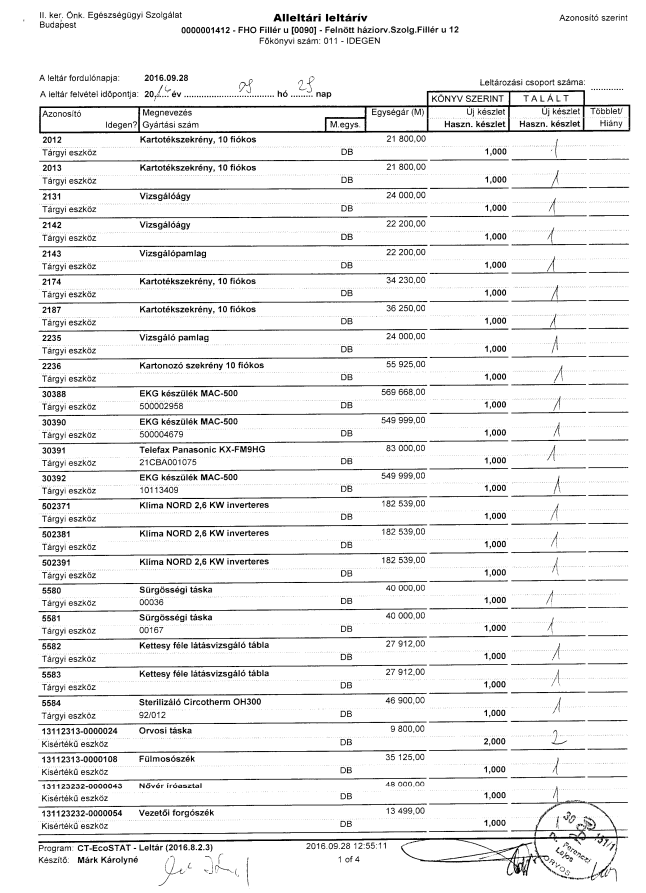 II. ker. Önk. Egészségügyi Szolgálat
Budapest
Alleltári leltárív
Azonosító szerint
0000001412 - FHO Fillér u [0090] - Felnött háziorv.Szolg.Fillér u 12
Főkönyvi szám: 011 - IDEGEN
A leltár fordulónapja: 2016.09.28
Leltározási csoport száma: ............
A leltár felvétel időpontja: 20 16 év 09 hó 28 nap
KÖNYV SZERINT TALÁLT
Azonosító Megnevezés Egységár (M) Új készlet Új készlet Többlet/
Idegen? Gyártási szám M.egys. Haszn. készlet Haszn. készlet Hiány
2012 Kartotékszekrény, 10 fiókos 21 800,00
Tárgyi eszköz DB 1,000 1
2013 Kartotékszekrény, 10 fiókos 21 800,00
Tárgyi eszköz DB 1,000 1
2131 Vizsgálóágy 24 000,00
Tárgyi eszköz DB 1,000 1
2142 Vizsgálóágy 22 200,00
Tárgyi eszköz DB 1,000 1
2143 Vizsgálópamlag 22 200,00
Tárgyi eszköz DB 1,000 1
2174 Kartotékszekrény, 10 fiókos 34 230,00
Tárgyi eszköz DB 1,000 1
2187 Kartotékszekrény, 10 fiókos 36 250,00
Tárgyi eszköz DB 1,000 1
2235 Vizsgáló pamlag 24 000,00
Tárgyi eszköz DB 1,000 1
2236 Kartonozó szekrény 10 fiókos 55 925,00
Tárgyi eszköz DB 1,000 1
30388 EKG készülék MAC-500 569 668,00
Tárgyi eszköz 500002958 DB 1,000 1
30390 EKG készülék MAC-500 549 999,00
Tárgyi eszköz 500004679 DB 1,000 1
30391 Telefax Panasonic KX-FM9HG 83 000,00
Tárgyi eszköz 21CBA001075 DB 1,000 1
30392 EKG készülék MAC-500 549 999,00
Tárgyi eszköz 10113409 DB 1,000 1
502371 Klíma NORD 2,6 KW inverteres 182 539,00
Tárgyi eszköz DB 1,000 1
502381 Klíma NORD 2,6 KW inverteres 182 539,00
Tárgyi eszköz DB 1,000 1
502391 Klíma NORD 2,6 KW inverteres 182 539,00
Tárgyi eszköz DB 1,000 1
5580 Sürgösségi táska 40 000,00
Tárgyi eszköz 00036 DB 1,000 1
5581 Sürgösségi táska 40 000,00
Tárgyi eszköz 00167 DB 1,000 1
5582 Kettesy féle látásvizsgáló tábla 27 912,00
Tárgyi eszköz DB 1,000 1
5583 Kettesy féle látásvizsgáló tábla 27 912,00
Tárgyi eszköz DB 1,000 1
5584 Sterilizáló Circotherm OH300 46 900,00
Tárgyi eszköz 92/012 DB 1,000 1
13112313-0000024 Orvosi táska 9 800,00
Kisértékű eszköz DB 2,000 2
13112313-0000108 Fülmosószék 35 125,00
Kisértékű eszköz DB 1,000 1
131123232-0000043 Nővér íróasztal 48 000,00
Kisértékű eszköz DB 1,000 1
131123232-0000054 Vezetői forgószék 13 499,00
Kisértékű eszköz DB 1,000 1
Dr. Ferenczi Lajos
ORVOS
Program: CT-EcoSTAT - Leltár (2016.8.2.3) 2016.09.28 12:55:11
Készítő: Márk Károlyné 1 of 4